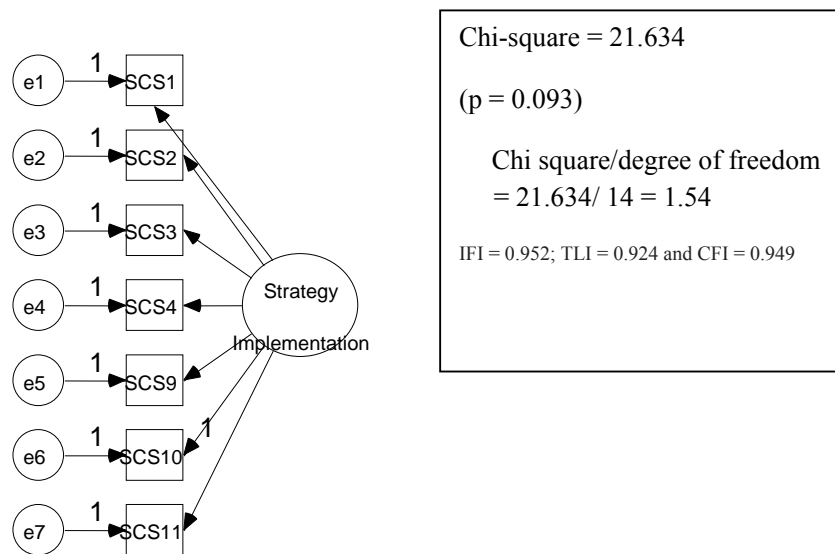 e1 1 SCS1
e2 1 SCS2
e3 1 SCS3
e4 1 SCS4
e5 1 SCS9
e6 1 SCS10
e7 1 SCS11
1
Strategy
Implementation
Chi-square = 21.634
(p = 0.093)
Chi square/degree of freedom
= 21.634/ 14 = 1.54
IFI = 0.952; TLI = 0.924 and CFI = 0.949